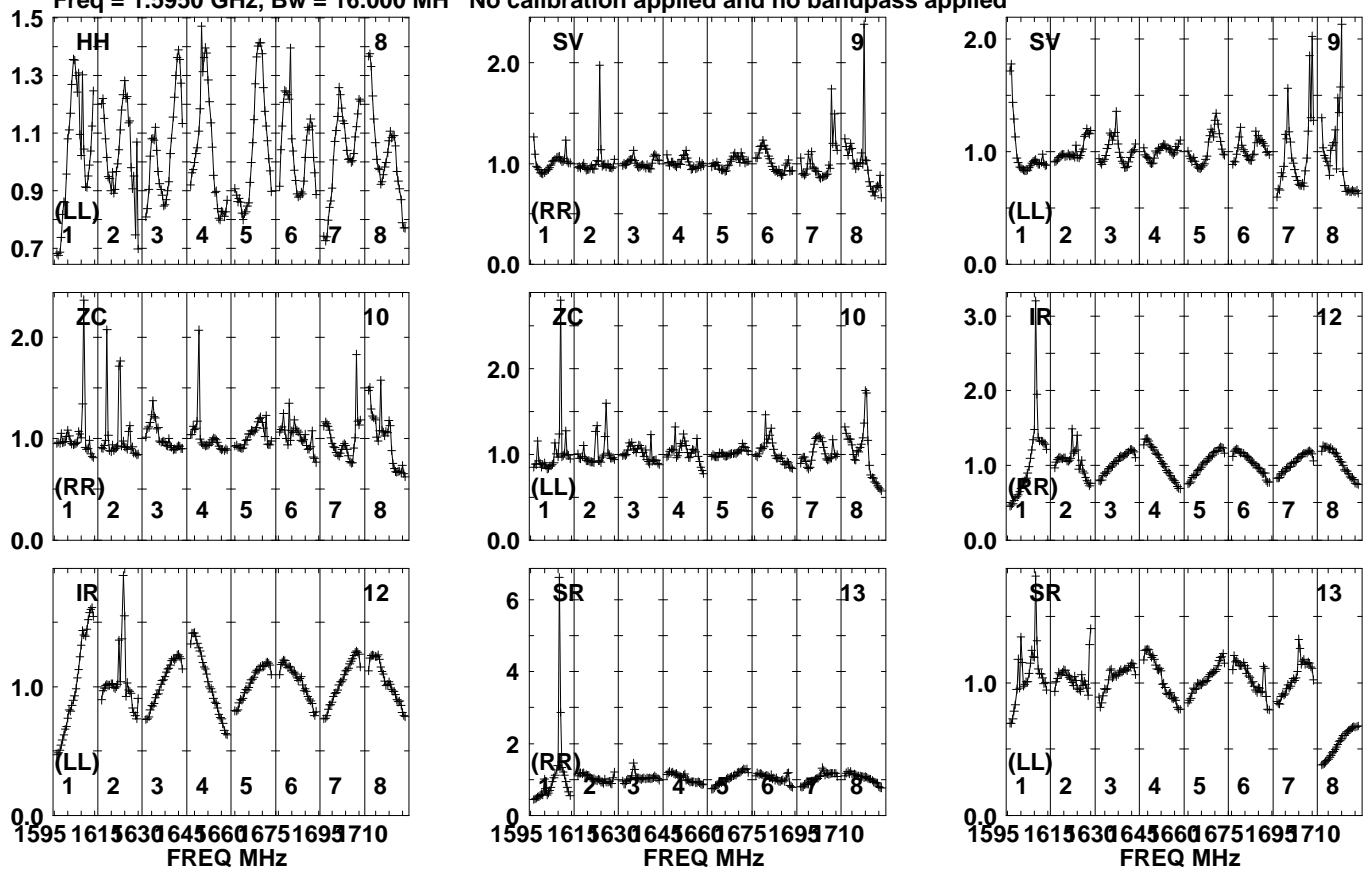 Freq = 1.5950 GHz, Bw = 16.000 MH No calibration applied and no bandpass applied
1.5 HH 8
1.3
1.1
0.9
0.7 (LL)
1 2 3 4 5 6 7 8
SV 9
2.0
1.0
(RR)
1 2 3 4 5 6 7 8
0.0
SV 9
2.0
1.0
(LL)
1 2 3 4 5 6 7 8
0.0
ZC 10
2.0
1.0
(RR)
1 2 3 4 5 6 7 8
0.0
ZC 10
2.0
1.0
(LL)
1 2 3 4 5 6 7 8
0.0
IR 12
3.0
2.0
1.0
(RR)
1 2 3 4 5 6 7 8
0.0
IR 12
1.0
(LL)
1 2 3 4 5 6 7 8
0.0
1595 1615 1630 1645 1660 1675 1695 1710
FREQ MHz
SR 13
6
4
2
(RR)
1 2 3 4 5 6 7 8
0
1595 1615 1630 1645 1660 1675 1695 1710
FREQ MHz
SR 13
1.0
(LL)
1 2 3 4 5 6 7 8
0.0
1595 1615 1630 1645 1660 1675 1695 1710
FREQ MHz